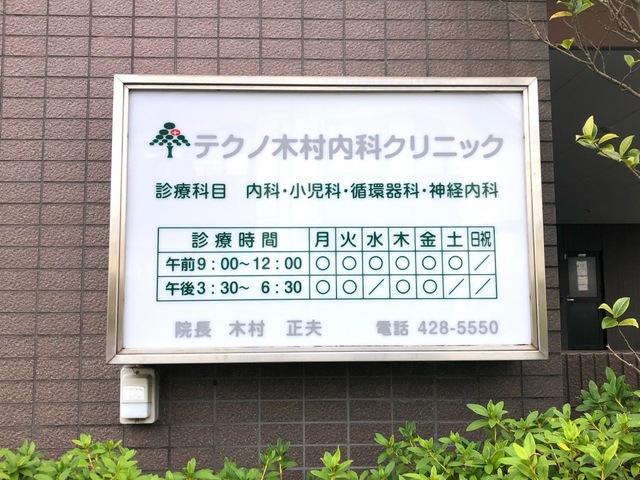 テクノ木村内科クリニック
診療科目 内科・小児科・循環器科・神経内科
診療時間 月 火 水 木 金 土 日祝
午前9:00～12:00 ○ ○ ○ ○ ○ ○ ／
午後3:30～ 6:30 ○ ○ ／ ○ ○ ／ ／
院長 木村 正夫 電話 428-5550